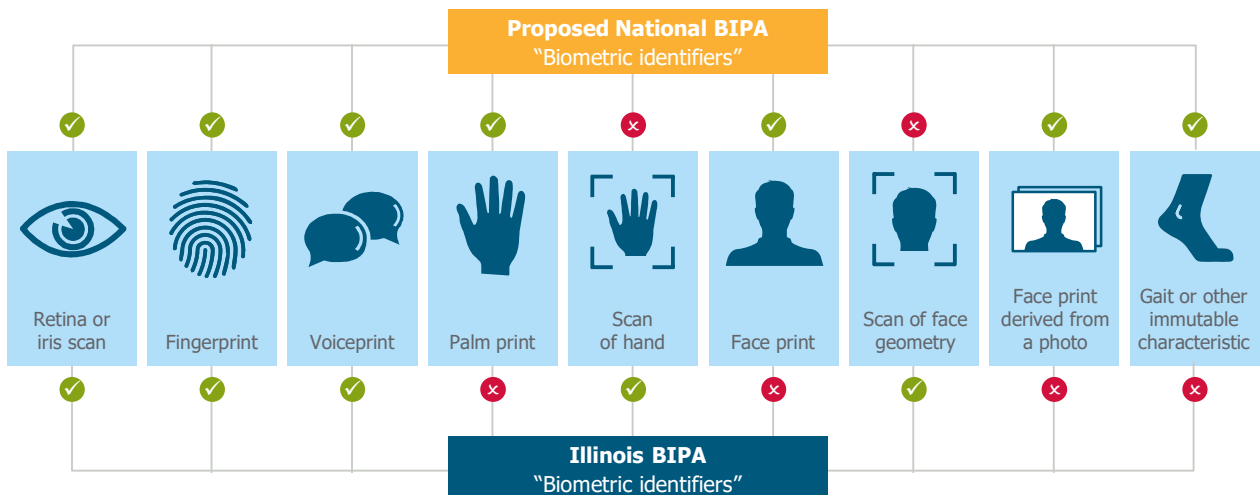 Proposed National BIPA
“Biometric identifiers”
Retina or
iris scan
Fingerprint
Voiceprint
Palm print
Scan
of hand
Face print
Scan of face
geometry
Face print
derived from
a photo
Gait or other
immutable
characteristic
Illinois BIPA
“Biometric identifiers”